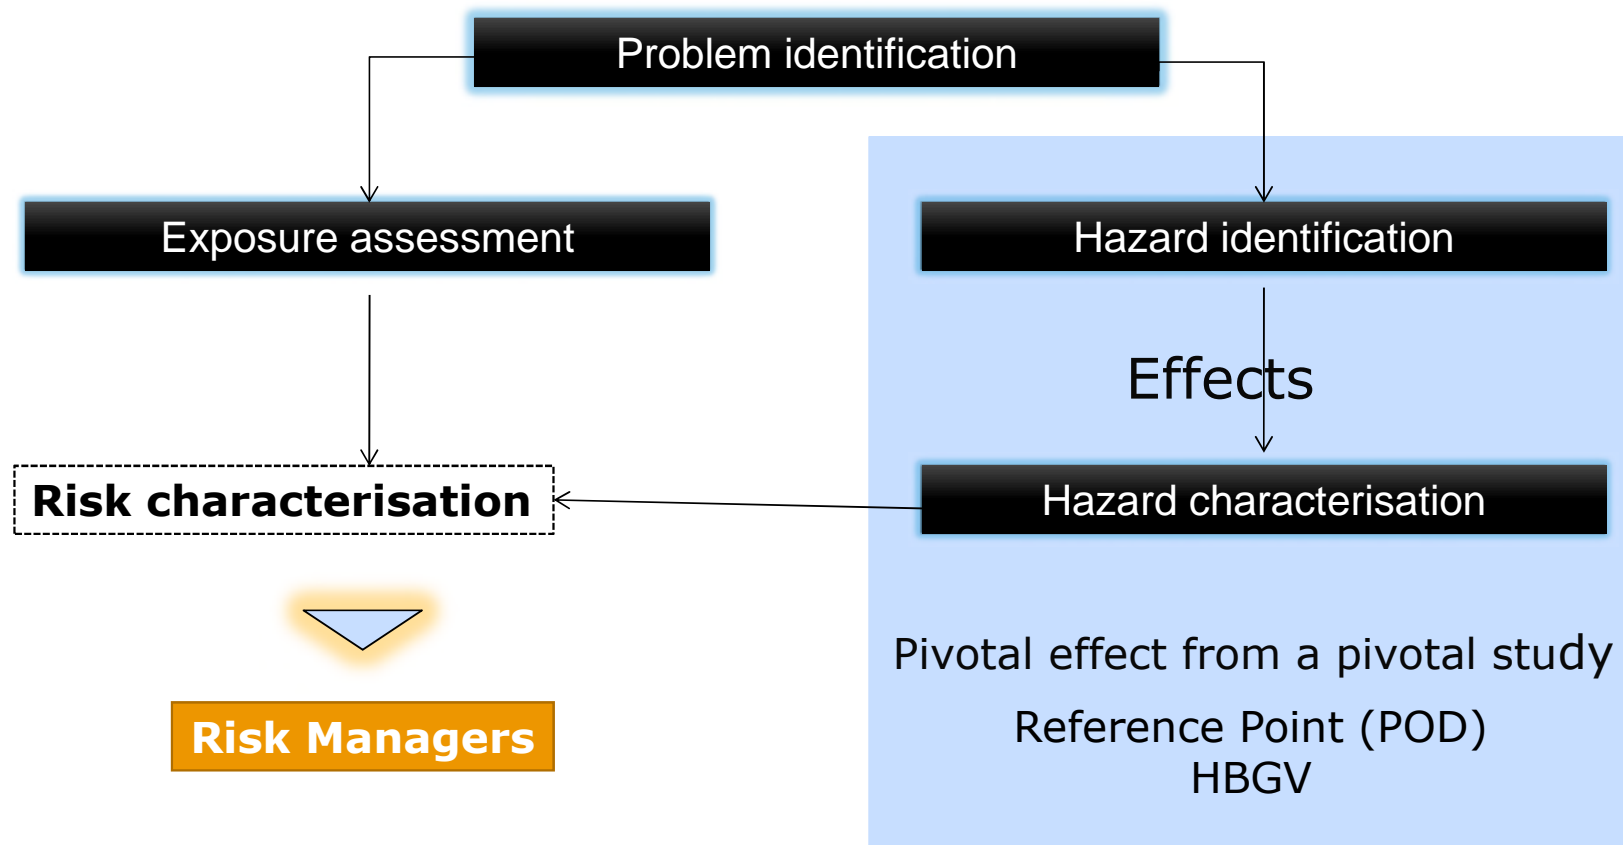 Problem identification
Exposure assessment
Hazard identification
Effects
Risk characterisation
Hazard characterisation
Pivotal effect from a pivotal study
Reference Point (POD)
HBGV
Risk Managers